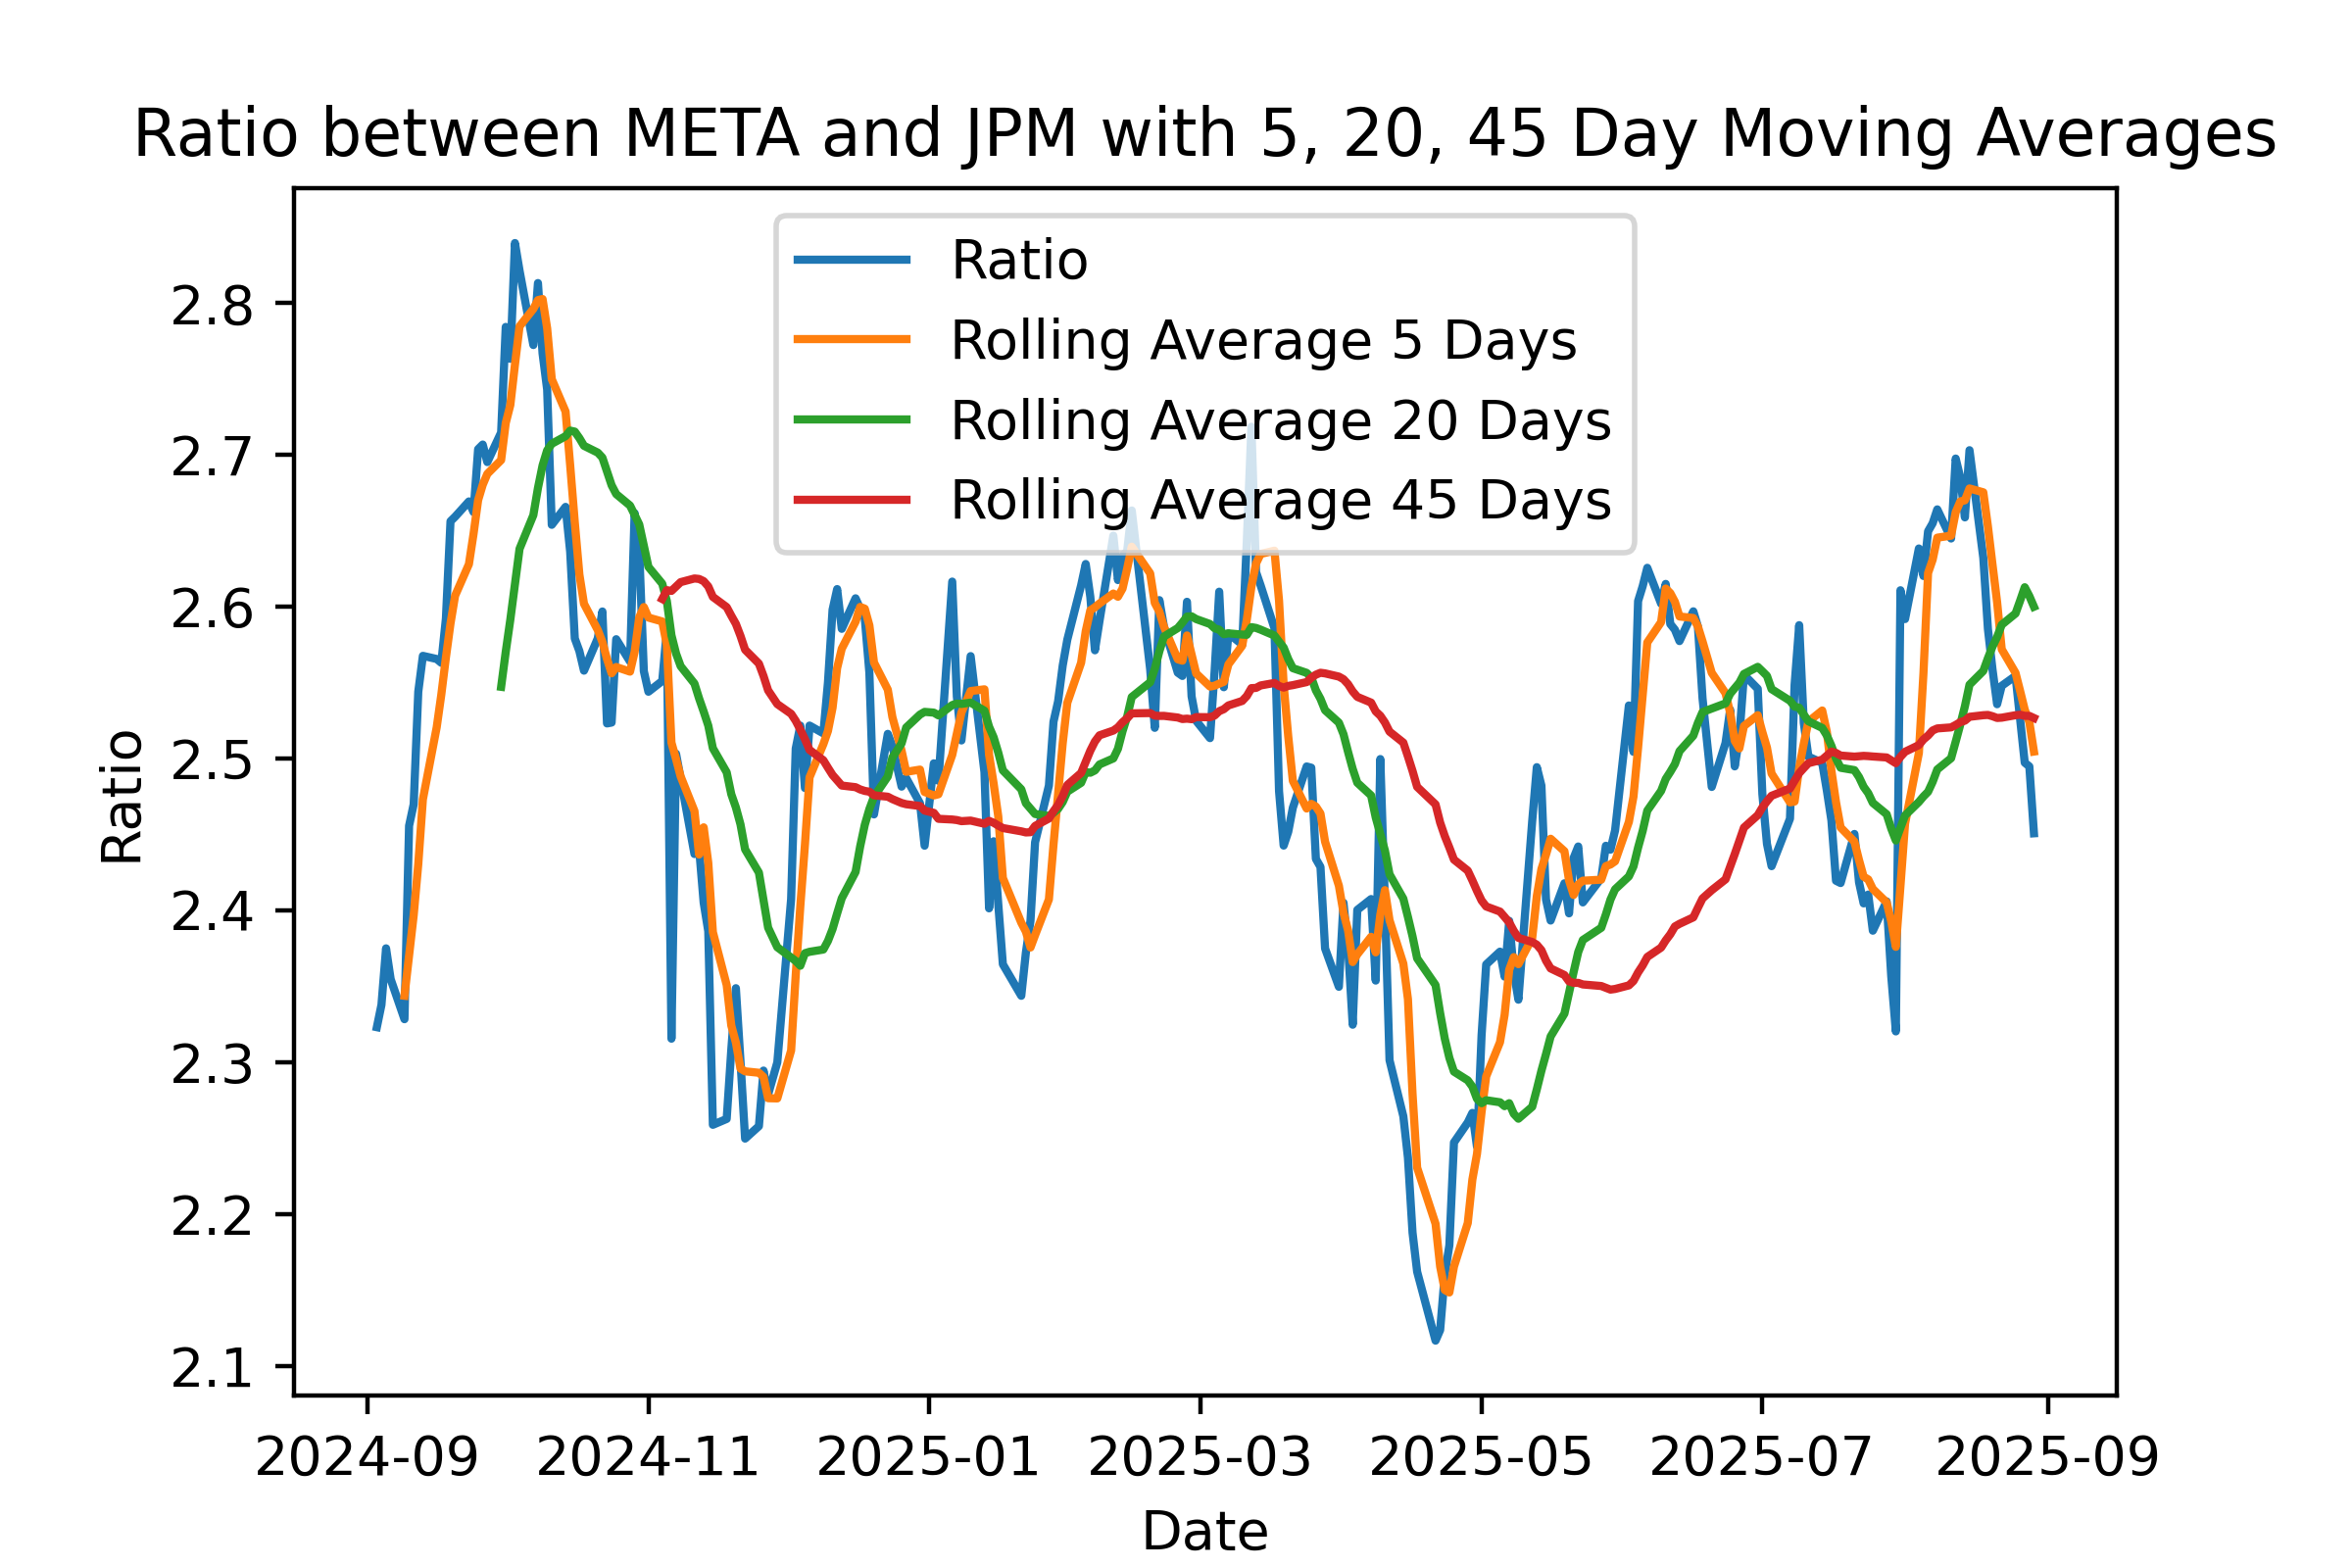 Ratio between META and JPM with 5, 20, 45 Day Moving Averages
Ratio
Rolling Average 5 Days
Rolling Average 20 Days
Rolling Average 45 Days
2.8
2.7
2.6
2.5
2.4
2.3
2.2
2.1
Ratio
2024-09
2024-11
2025-01
2025-03
2025-05
2025-07
2025-09
Date